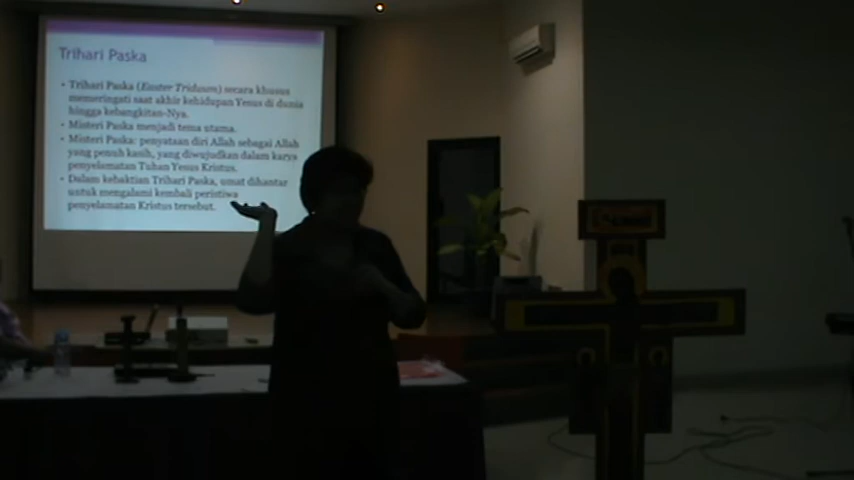 Trihari Paska
• Trihari Paska (Easter Triduum) secara khusus
memeringati saat akhir kehidupan Yesus di dunia
hingga kebangkitan-Nya.
• Misteri Paska menjadi tema utama.
• Misteri Paska: penyataan diri Allah sebagai Allah
yang penuh kasih, yang diwujudkan dalam karya
penyelamatan Tuhan Yesus Kristus.
• Dalam kebaktian Trihari Paska, umat dihantar
untuk mengalami kembali peristiwa
penyelamatan Kristus tersebut.